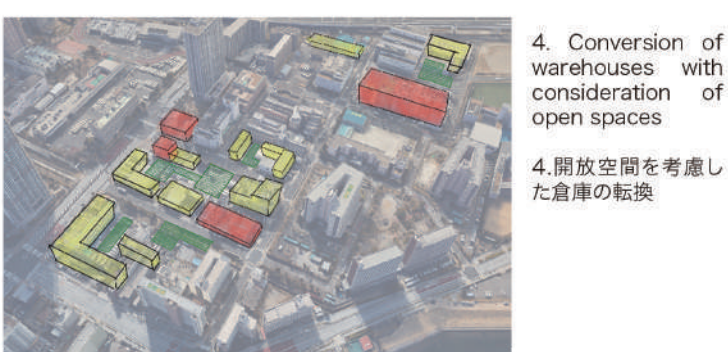 4. Conversion of
warehouses with
consideration of
open spaces
4.開放空間を考慮し
た倉庫の転換